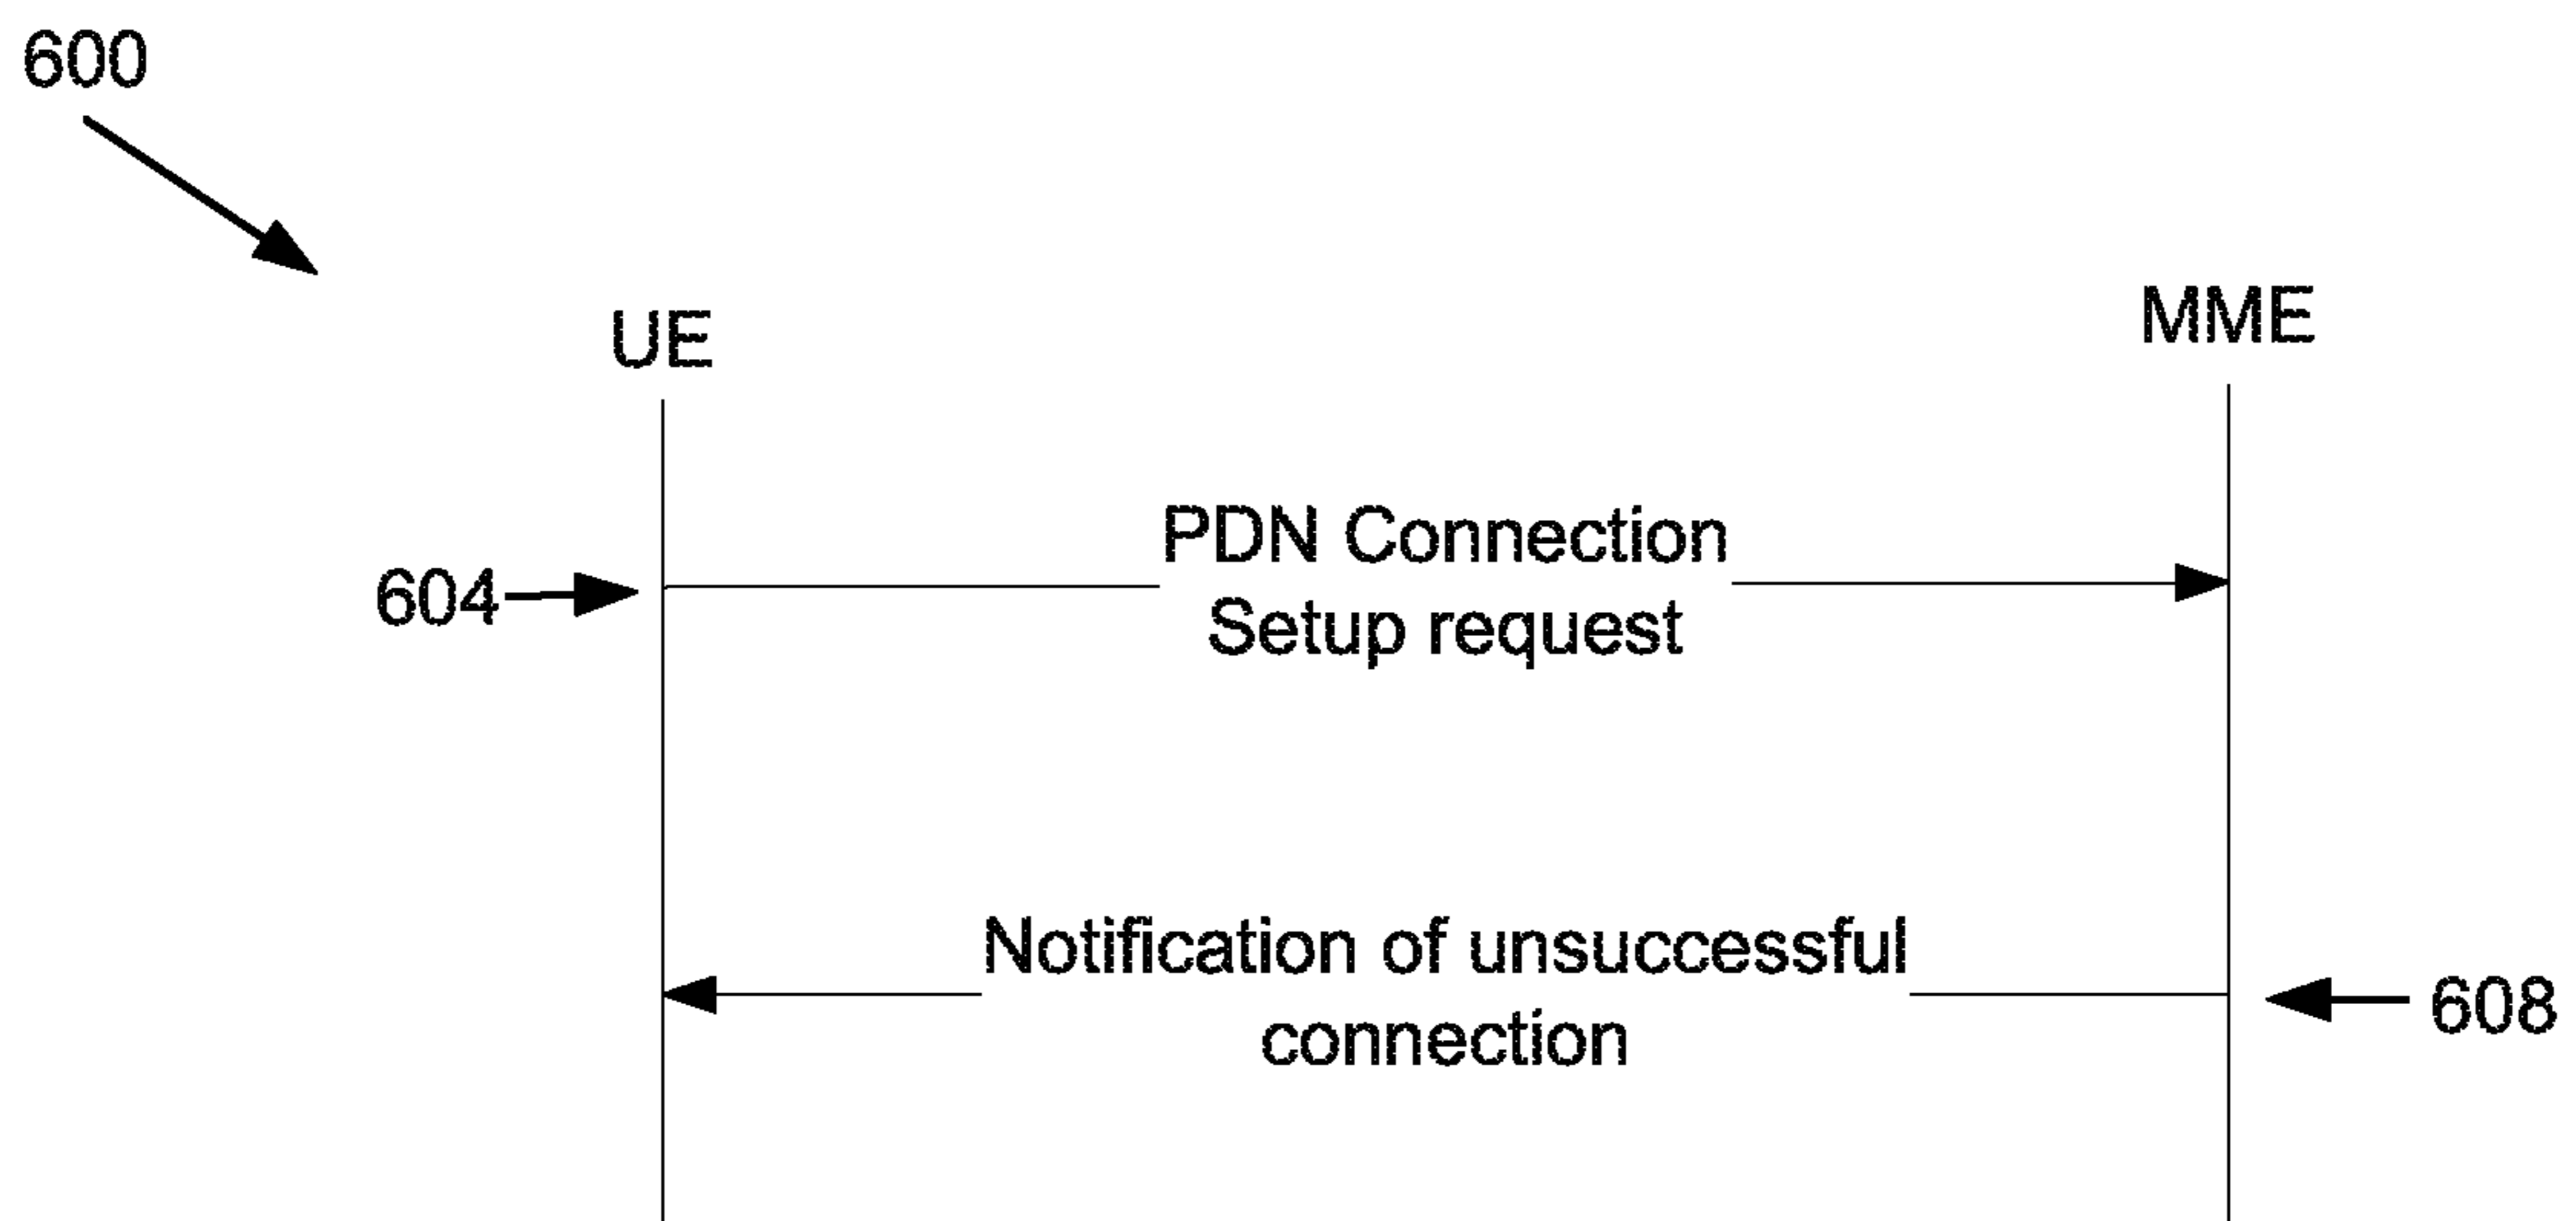 600
UE
MME
PDN Connection
604
Setup request
Notification of unsuccessful
608
connection